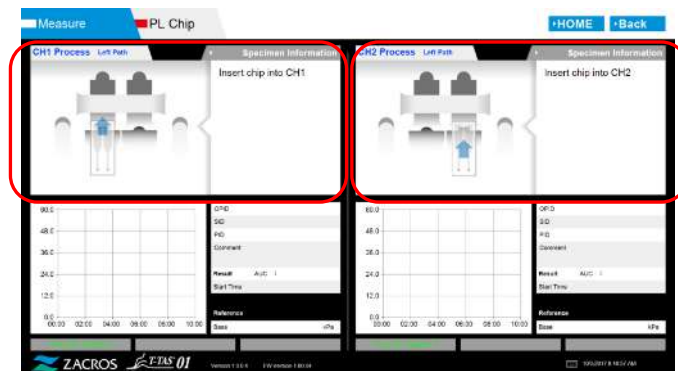 Measure
PL Chip
HOME
Back
CH1 Process Left Path
Specimen Information
CH2 Process Left Path
Specimen Information
Insert chip into CH1
Insert chip into CH2
60.0
48.0
36.0
24.0
12.0
0.0
00:00 02:00 04:00 06:00 08:00 10:00
OPID
SID
PID
Comment
Result AUC :
Start Time
Reference
Base kPa
60.0
48.0
36.0
24.0
12.0
0.0
00:00 02:00 04:00 06:00 08:00 10:00
OPID
SID
PID
Comment
Result AUC :
Start Time
Reference
Base kPa
ZACROS T-TAS 01